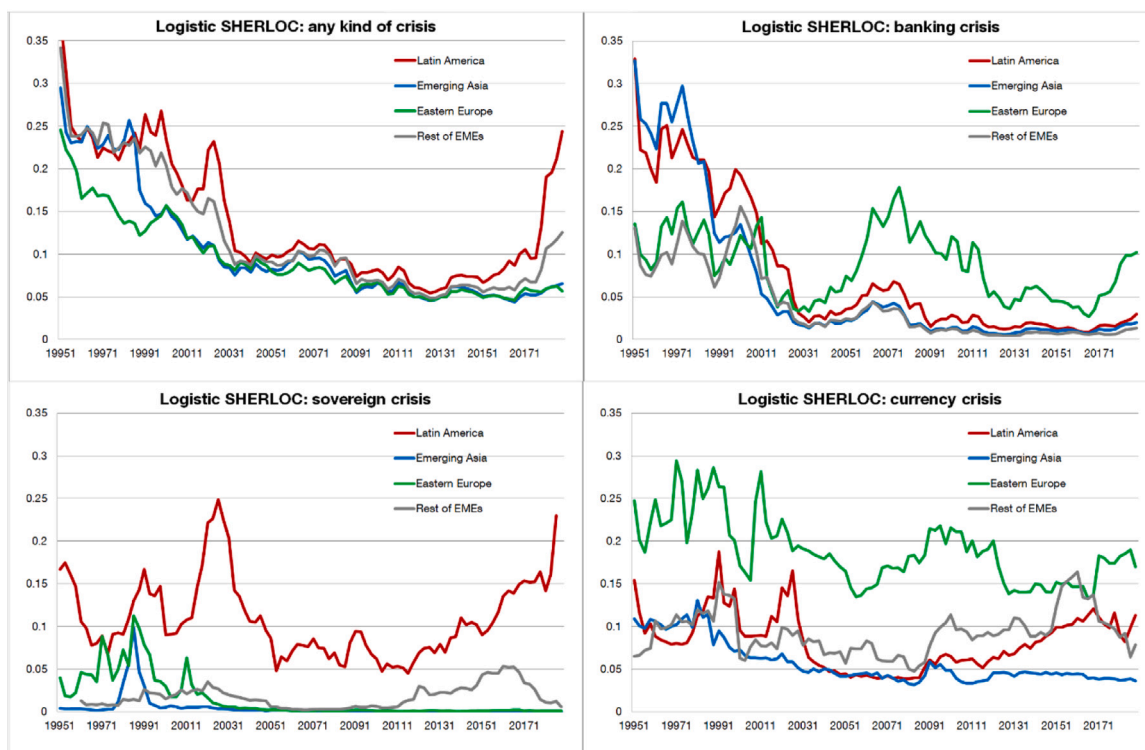 Logistic SHERLOC: any kind of crisis
0.35
0.3
0.25
0.2
0.15
0.1
0.05
0
19951 19971 19991 20011 20031 20051 20071 20091 20111 20131 20151 20171
Latin America
Emerging Asia
Eastern Europe
Rest of EMEs
Logistic SHERLOC: banking crisis
0.35
0.3
0.25
0.2
0.15
0.1
0.05
0
19951 19971 19991 20011 20031 20051 20071 20091 20111 20131 20151 20171
Latin America
Emerging Asia
Eastern Europe
Rest of EMEs
Logistic SHERLOC: sovereign crisis
0.35
0.3
0.25
0.2
0.15
0.1
0.05
0
19951 19971 19991 20011 20031 20051 20071 20091 20111 20131 20151 20171
Latin America
Emerging Asia
Eastern Europe
Rest of EMEs
Logistic SHERLOC: currency crisis
0.35
0.3
0.25
0.2
0.15
0.1
0.05
0
19951 19971 19991 20011 20031 20051 20071 20091 20111 20131 20151 20171
Latin America
Emerging Asia
Eastern Europe
Rest of EMEs